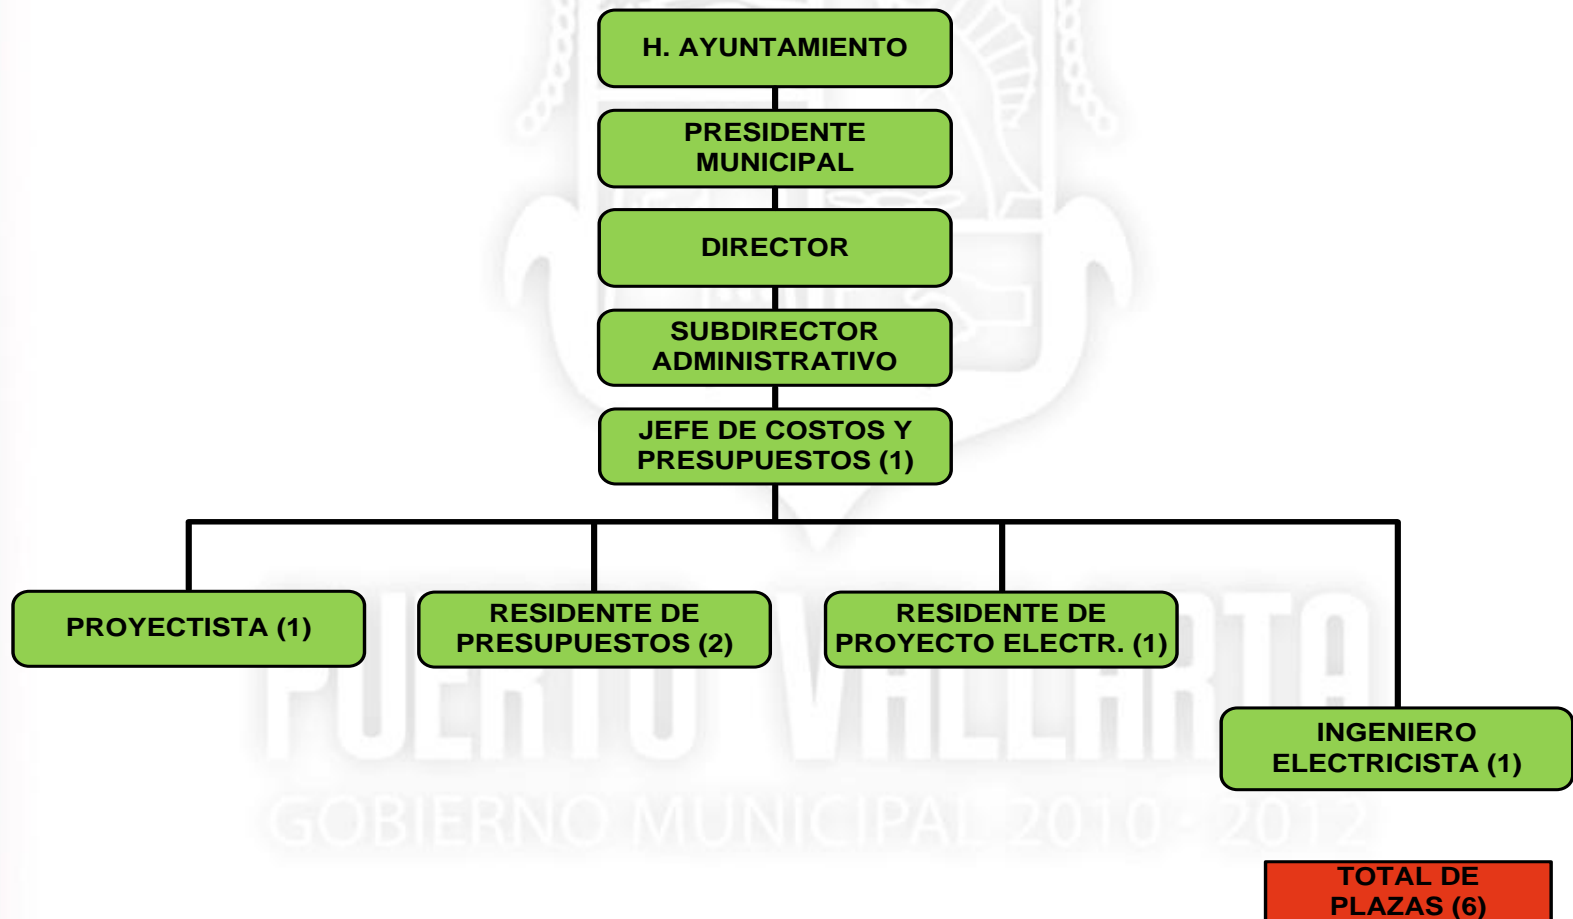 H. AYUNTAMIENTO
PRESIDENTE
MUNICIPAL
DIRECTOR
SUBDIRECTOR
ADMINISTRATIVO
JEFE DE COSTOS Y
PRESUPUESTOS (1)
PROYECTISTA (1)
RESIDENTE DE
PRESUPUESTOS (2)
RESIDENTE DE
PROYECTO ELECTR. (1)
INGENIERO
ELECTRICISTA (1)
PUERTO VALLARTA
GOBIERNO MUNICIPAL 2010 - 2012
TOTAL DE
PLAZAS (6)